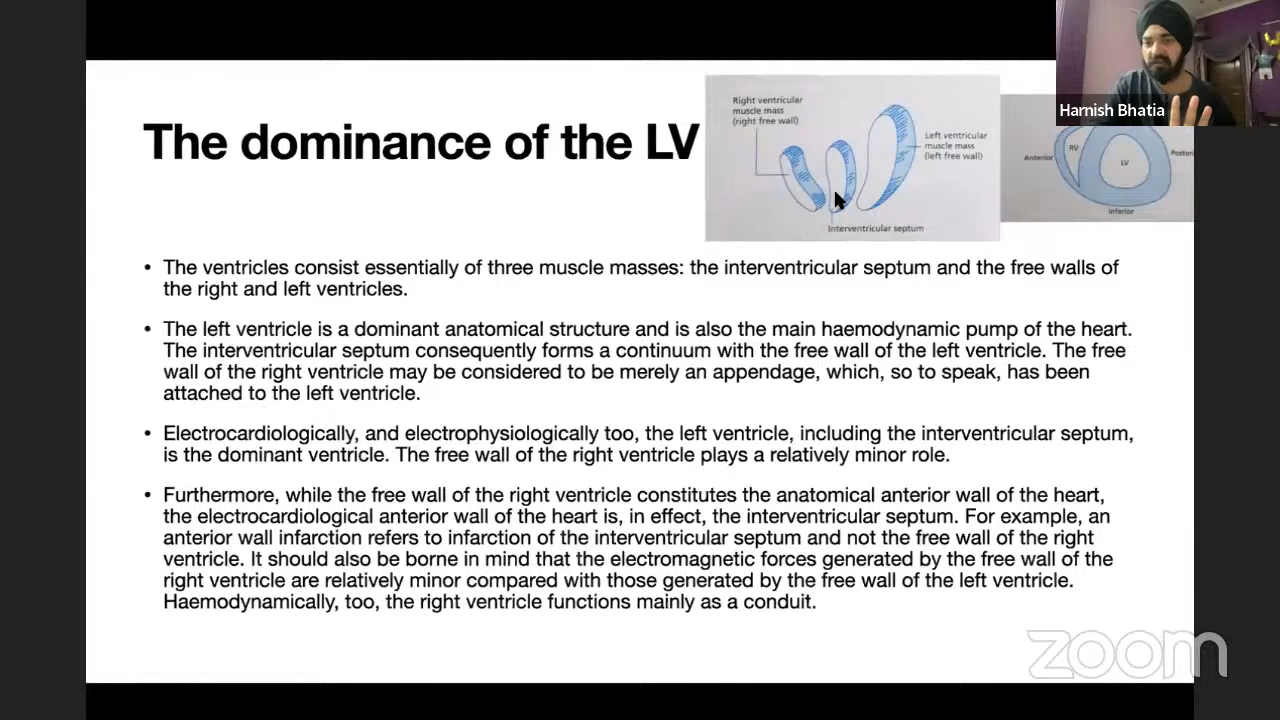 The dominance of the LV
Right ventricular
muscle mass
(right free wall)
Left ventricular
muscle mass
(left free wall)
Interventricular septum
Harnish Bhatia
Anterior
RV
LV
Posteri
Inferior
• The ventricles consist essentially of three muscle masses: the interventricular septum and the free walls of
the right and left ventricles.
• The left ventricle is a dominant anatomical structure and is also the main haemodynamic pump of the heart.
The interventricular septum consequently forms a continuum with the free wall of the left ventricle. The free
wall of the right ventricle may be considered to be merely an appendage, which, so to speak, has been
attached to the left ventricle.
• Electrocardiologically, and electrophysiologically too, the left ventricle, including the interventricular septum,
is the dominant ventricle. The free wall of the right ventricle plays a relatively minor role.
• Furthermore, while the free wall of the right ventricle constitutes the anatomical anterior wall of the heart,
the electrocardiological anterior wall of the heart is, in effect, the interventricular septum. For example, an
anterior wall infarction refers to infarction of the interventricular septum and not the free wall of the right
ventricle. It should also be borne in mind that the electromagnetic forces generated by the free wall of the
right ventricle are relatively minor compared with those generated by the free wall of the left ventricle.
Haemodynamically, too, the right ventricle functions mainly as a conduit.
zoom